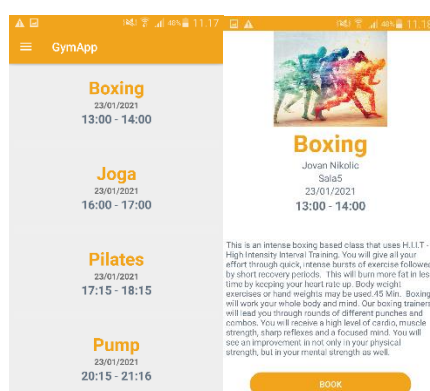 40% 11.17
GymApp
Boxing
23/01/2021
13:00 - 14:00
Joga
23/01/2021
16:00 - 17:00
Pilates
23/01/2021
17:15 - 18:15
Pump
23/01/2021
20:15 - 21:16
40% 11.18
Boxing
Jovan Nikolic
Sala5
23/01/2021
13:00 - 14:00
This is an intense boxing based class that uses H.I.I.T -
High Intensity Interval Training. You will give all your
effort through quick, intense bursts of exercise followed
by short recovery periods. This will burn more fat in les
time by keeping your heart rate up. Body weight
exercises or hand weights may be used.45 Min. Boxing
will work your whole body and mind. Our boxing trainers
will lead you through rounds of different punches and
combos. You will receive a high level of cardio, muscle
strength, sharp reflexes and a focused mind. You will
see an improvement in not only in your physical
strength, but in your mental strength as well.
BOOK